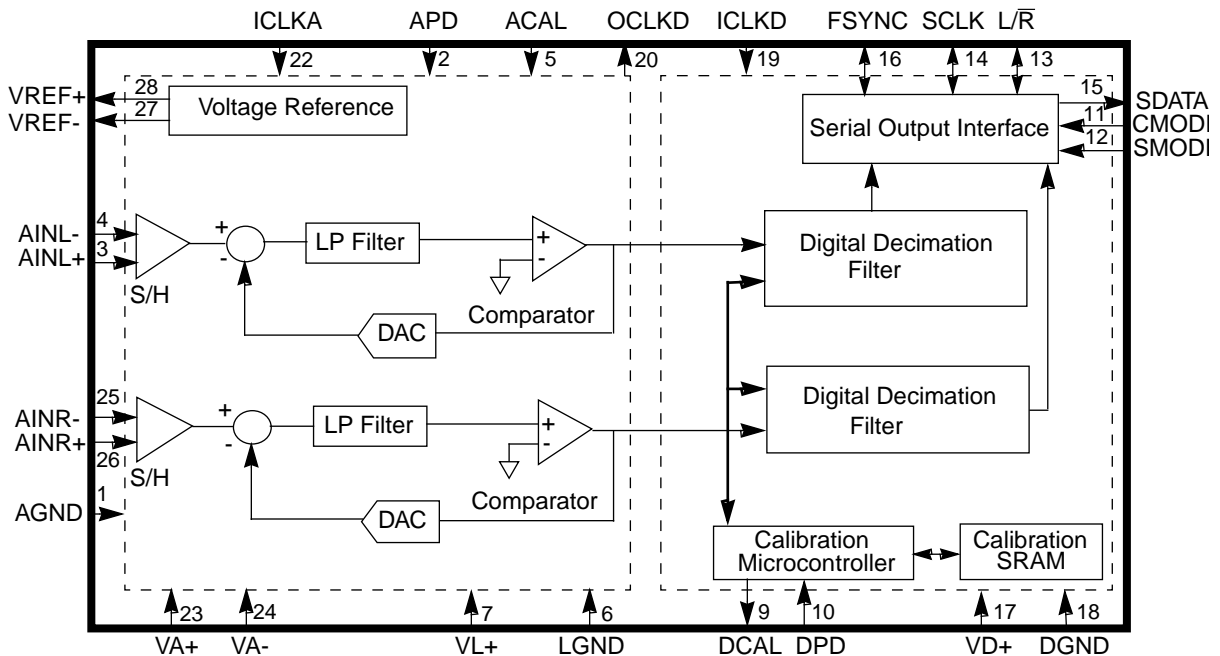 ICLKA APD ACAL OCLKD ICLKD FSYNC SCLK L/R̅
22 2 5 20 19 16 14 13
VREF+ 28
VREF- 27
Voltage Reference
Serial Output Interface
15 SDATA
11 CMODE
12 SMODE
AINL- 4
AINL+ 3
S/H
+
-
LP Filter
+
-
Comparator
DAC
Digital Decimation
Filter
AINR- 25
AINR+
26
S/H
+
-
LP Filter
+
-
Comparator
DAC
Digital Decimation
Filter
1
AGND
Calibration
Microcontroller
Calibration
SRAM
23 24 7 6 9 10 17 18
VA+ VA- VL+ LGND DCAL DPD VD+ DGND